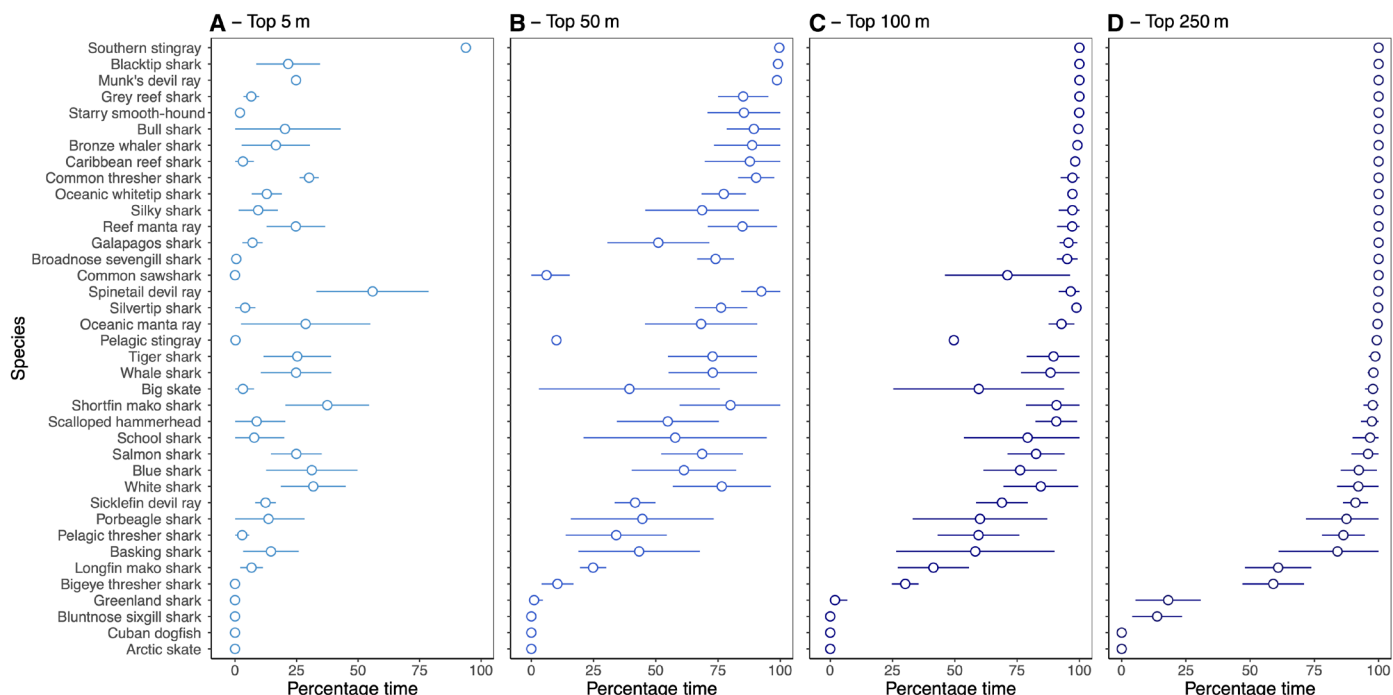 A – Top 5 m
B – Top 50 m
C – Top 100 m
D – Top 250 m
Species
Southern stingray
Blacktip shark
Munk's devil ray
Grey reef shark
Starry smooth-hound
Bull shark
Bronze whaler shark
Caribbean reef shark
Common thresher shark
Oceanic whitetip shark
Silky shark
Reef manta ray
Galapagos shark
Broadnose sevengill shark
Common sawshark
Spinetail devil ray
Silvertip shark
Oceanic manta ray
Pelagic stingray
Tiger shark
Whale shark
Big skate
Shortfin mako shark
Scalloped hammerhead
School shark
Salmon shark
Blue shark
White shark
Sicklefin devil ray
Porbeagle shark
Pelagic thresher shark
Basking shark
Longfin mako shark
Bigeye thresher shark
Greenland shark
Bluntnose sixgill shark
Cuban dogfish
Arctic skate
0 25 50 75 100
0 25 50 75 100
0 25 50 75 100
0 25 50 75 100
Percentage time
Percentage time
Percentage time
Percentage time